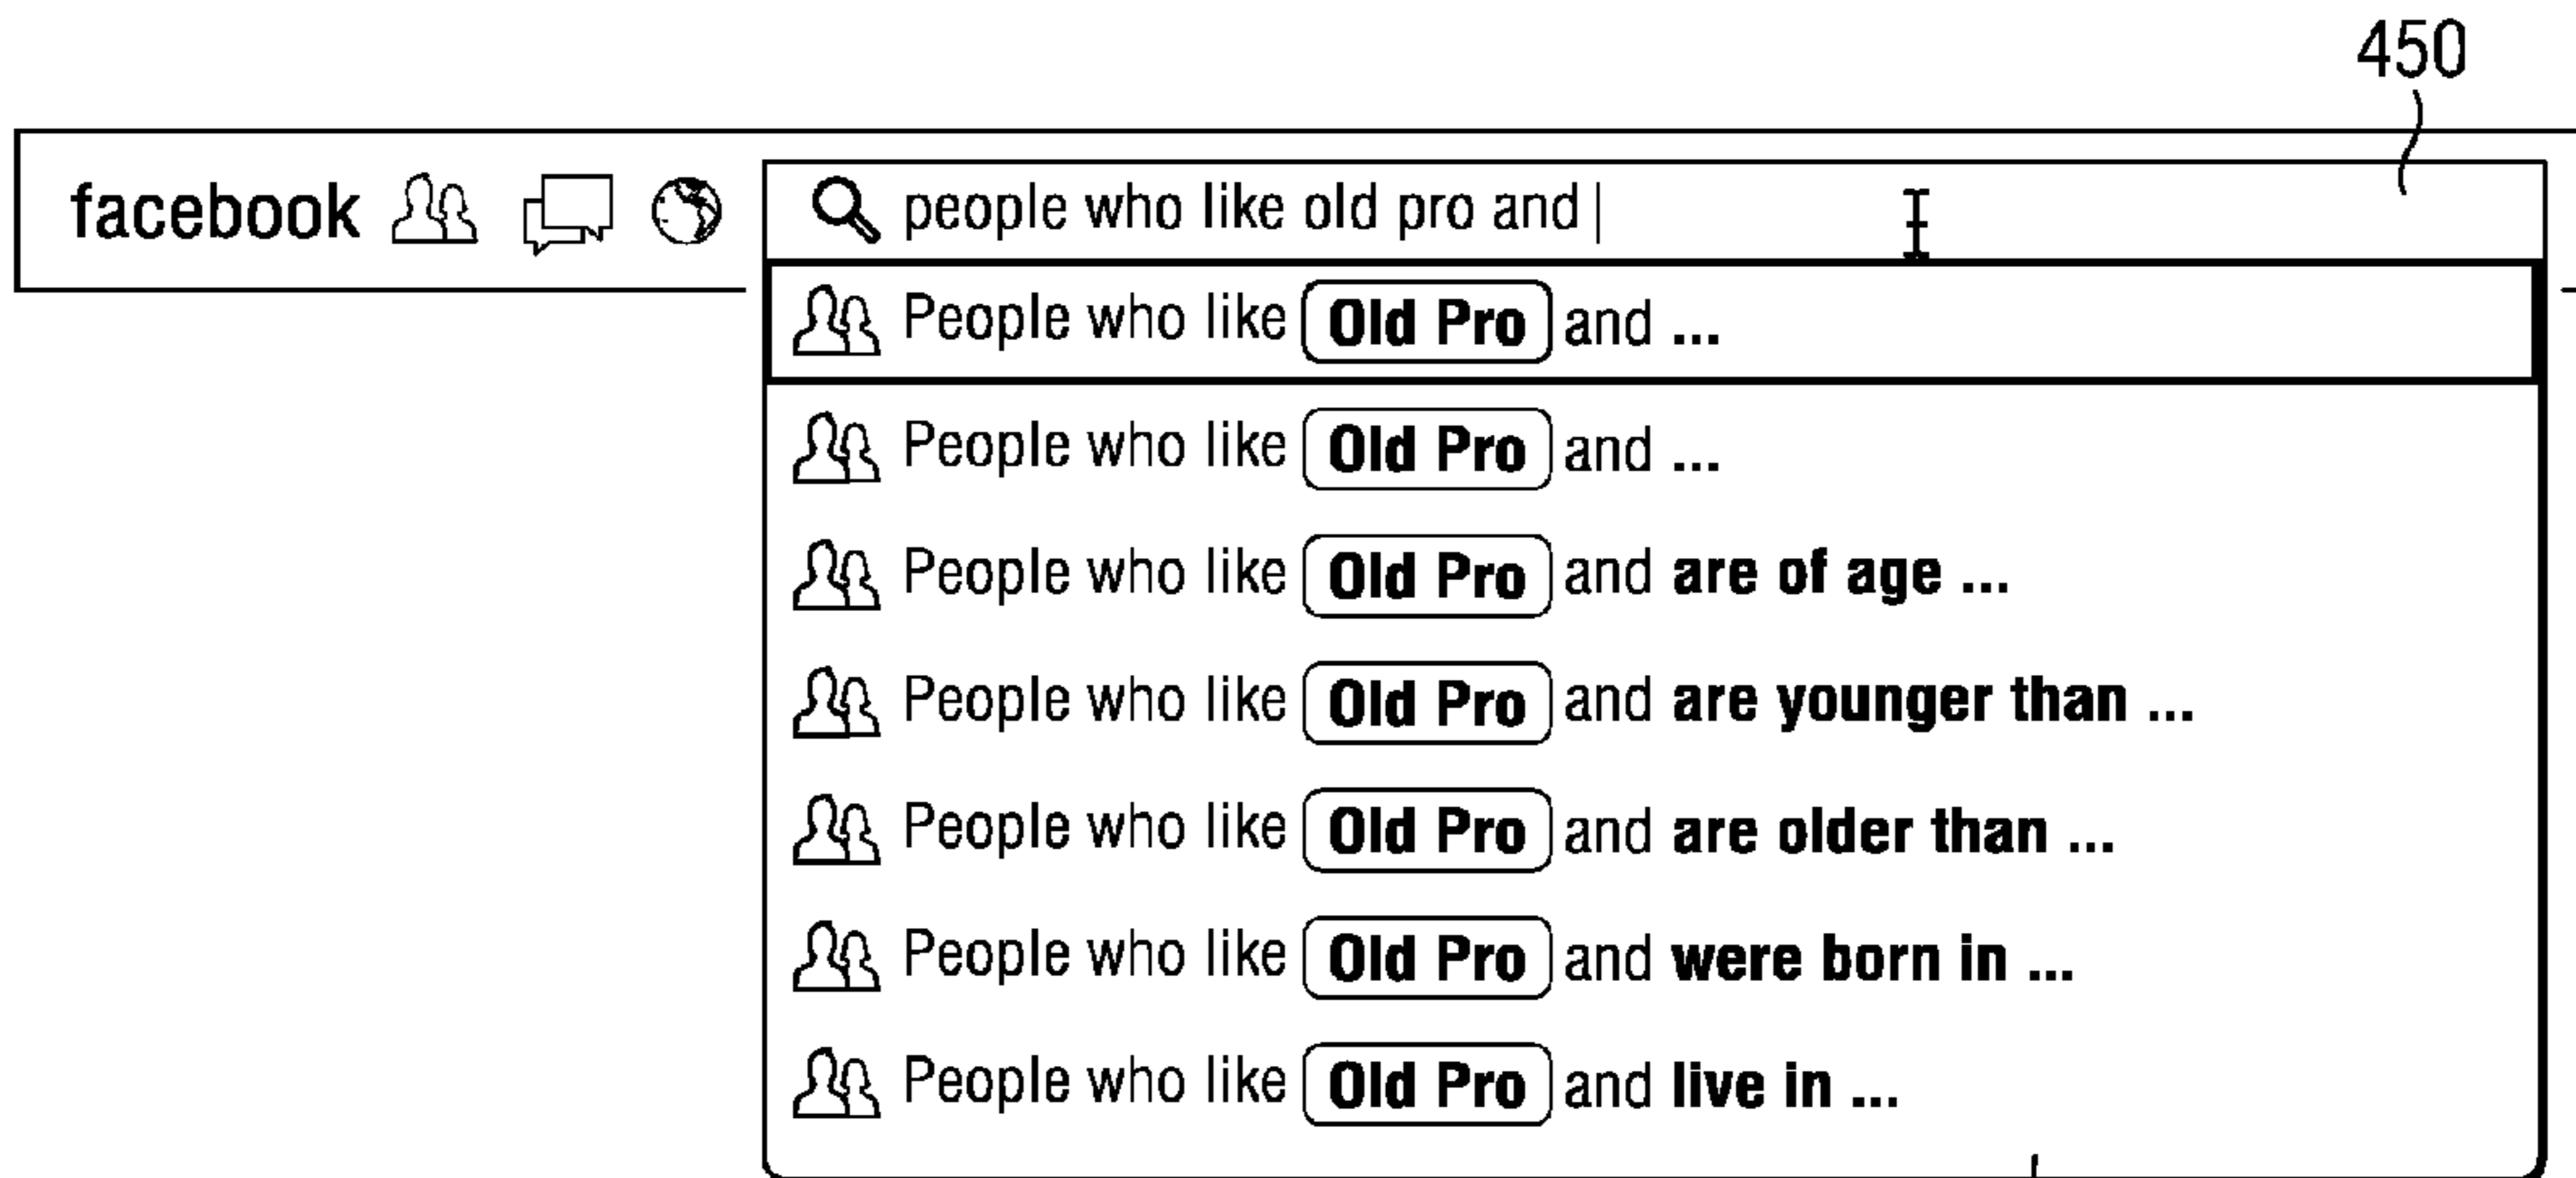 450
facebook people who like old pro and
People who like Old Pro and ...
People who like Old Pro and ...
People who like Old Pro and are of age ...
People who like Old Pro and are younger than ...
People who like Old Pro and are older than ...
People who like Old Pro and were born in ...
People who like Old Pro and live in ...